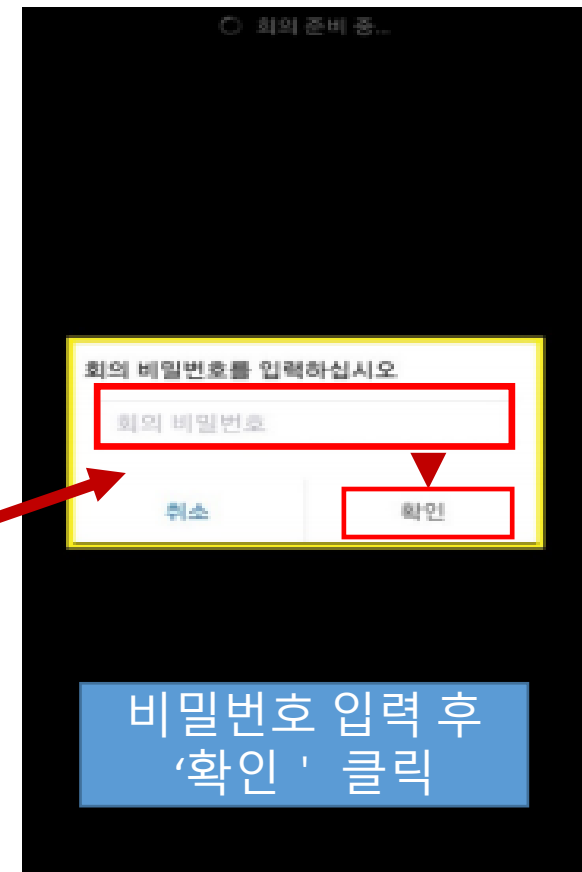 회의 준비 중...
회의 비밀번호를 입력하십시오
회의 비밀번호
취소
확인
비밀번호 입력 후
‘확인 ' 클릭